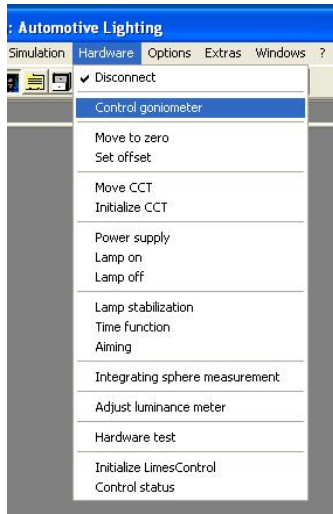 : Automotive Lighting
Simulation Hardware Options Extras Windows ?
✓ Disconnect
Control goniometer
Move to zero
Set offset
Move CCT
Initialize CCT
Power supply
Lamp on
Lamp off
Lamp stabilization
Time function
Aiming
Integrating sphere measurement
Adjust luminance meter
Hardware test
Initialize LimesControl
Control status